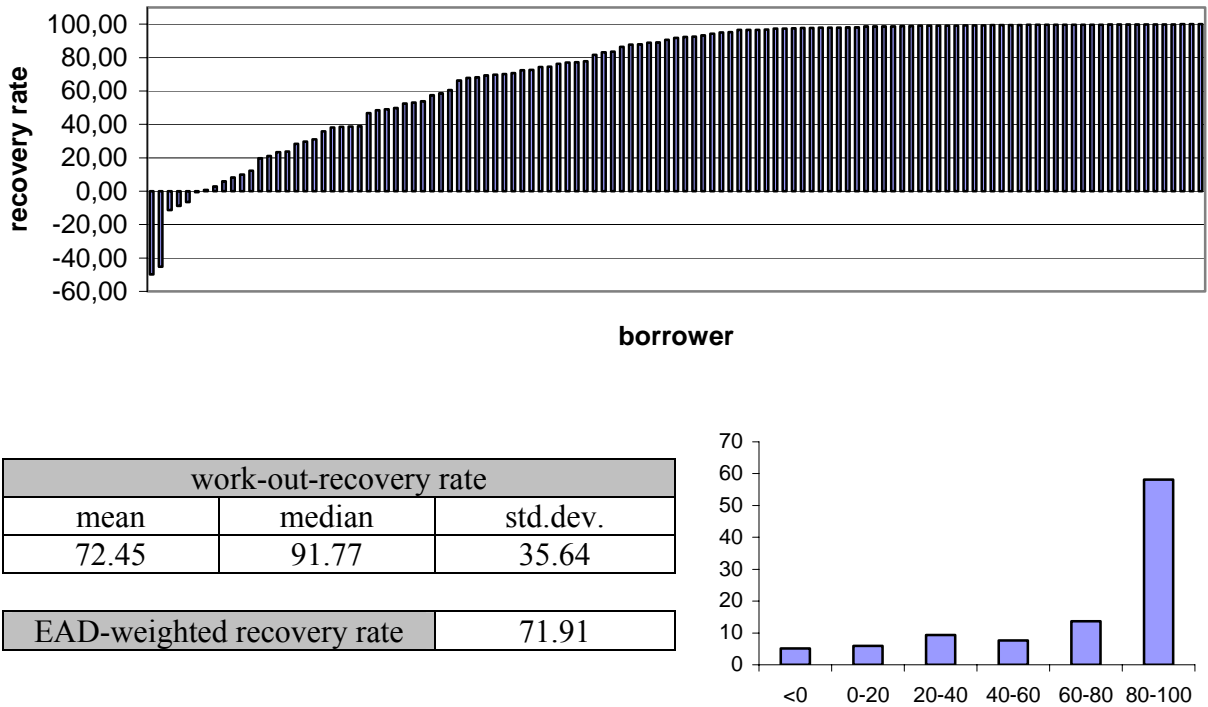 100,00
80,00
60,00
40,00
20,00
0,00
-20,00
-40,00
-60,00
recovery rate
borrower
work-out-recovery rate
mean median std.dev.
72.45 91.77 35.64
EAD-weighted recovery rate 71.91
70
60
50
40
30
20
10
0
<0 0-20 20-40 40-60 60-80 80-100